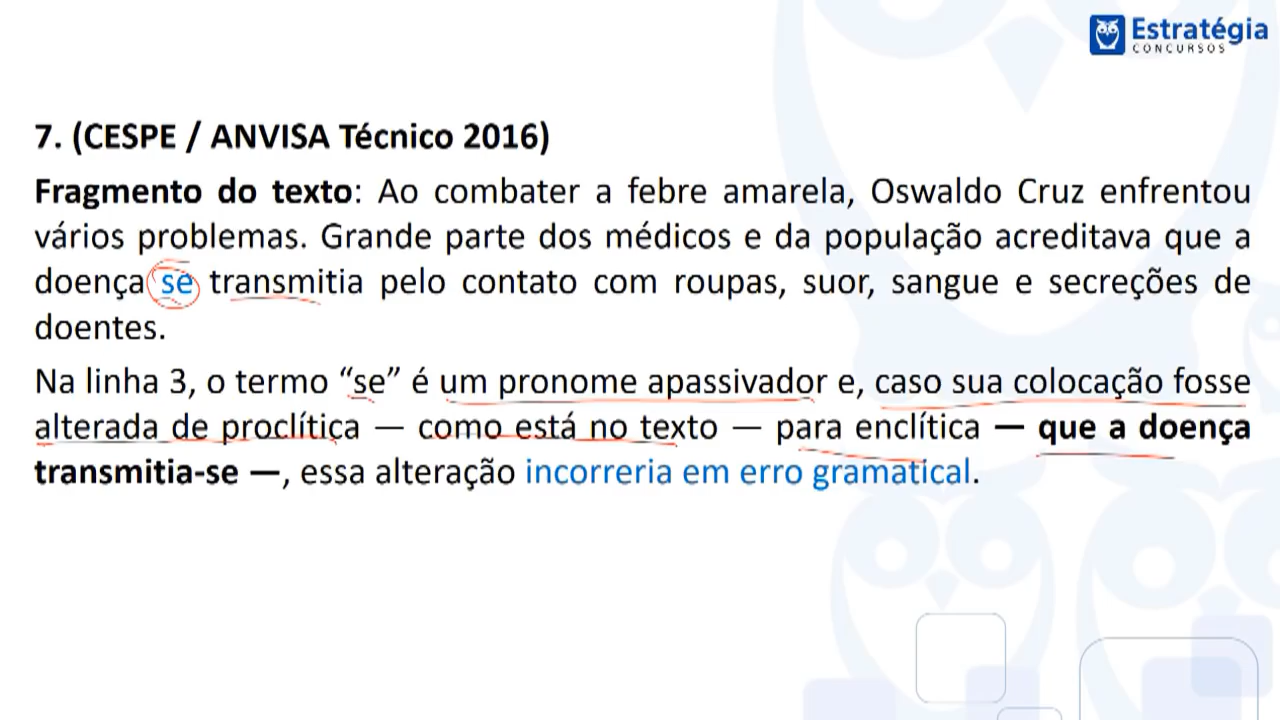 Estratégia
CONCURSOS
7. (CESPE / ANVISA Técnico 2016)
Fragmento do texto: Ao combater a febre amarela, Oswaldo Cruz enfrentou
vários problemas. Grande parte dos médicos e da população acreditava que a
doença se transmitia pelo contato com roupas, suor, sangue e secreções de
doentes.
Na linha 3, o termo “se” é um pronome apassivador e, caso sua colocação fosse
alterada de proclítica — como está no texto — para enclítica — que a doença
transmitia-se —, essa alteração incorreria em erro gramatical.